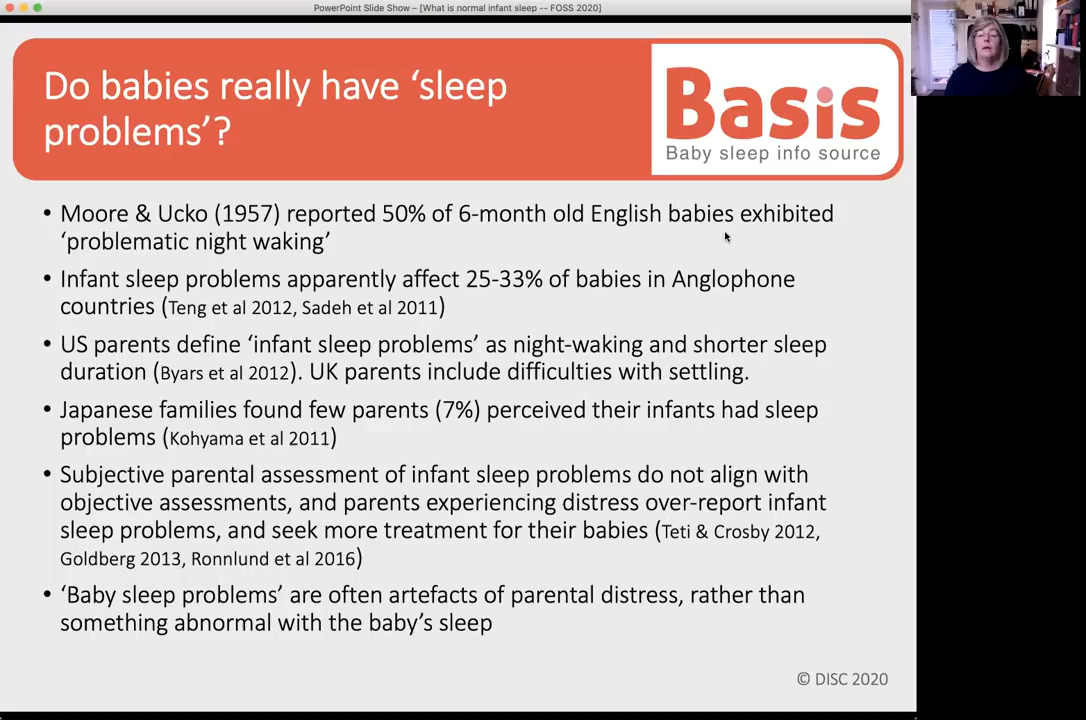 PowerPoint Slide Show – [What is normal infant sleep -- FOSS 2020]
Do babies really have ‘sleep
problems’?
Basis
Baby sleep info source
• Moore & Ucko (1957) reported 50% of 6-month old English babies exhibited
‘problematic night waking’
• Infant sleep problems apparently affect 25-33% of babies in Anglophone
countries (Teng et al 2012, Sadeh et al 2011)
• US parents define ‘infant sleep problems’ as night-waking and shorter sleep
duration (Byars et al 2012). UK parents include difficulties with settling.
• Japanese families found few parents (7%) perceived their infants had sleep
problems (Kohyama et al 2011)
• Subjective parental assessment of infant sleep problems do not align with
objective assessments, and parents experiencing distress over-report infant
sleep problems, and seek more treatment for their babies (Teti & Crosby 2012,
Goldberg 2013, Ronnlund et al 2016)
• ‘Baby sleep problems’ are often artefacts of parental distress, rather than
something abnormal with the baby’s sleep
© DISC 2020